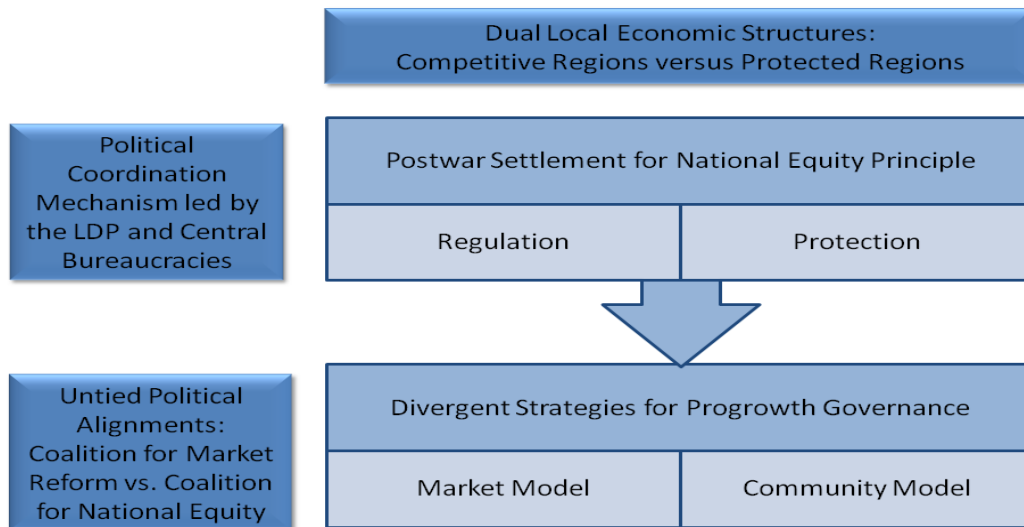 Dual Local Economic Structures:
Competitive Regions versus Protected Regions
Political
Coordination
Mechanism led by
the LDP and Central
Bureaucracies
Postwar Settlement for National Equity Principle
Regulation
Protection
Untied Political
Alignments:
Coalition for Market
Reform vs. Coalition
for National Equity
Divergent Strategies for Progrowth Governance
Market Model
Community Model